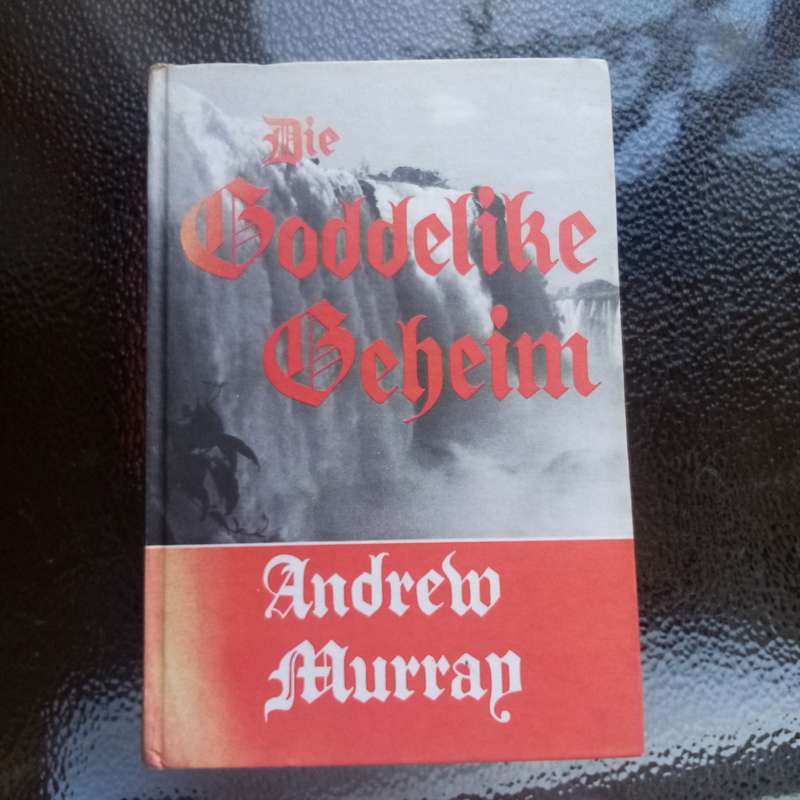 Die
Goddelike
Geheim
Andrew
Murray